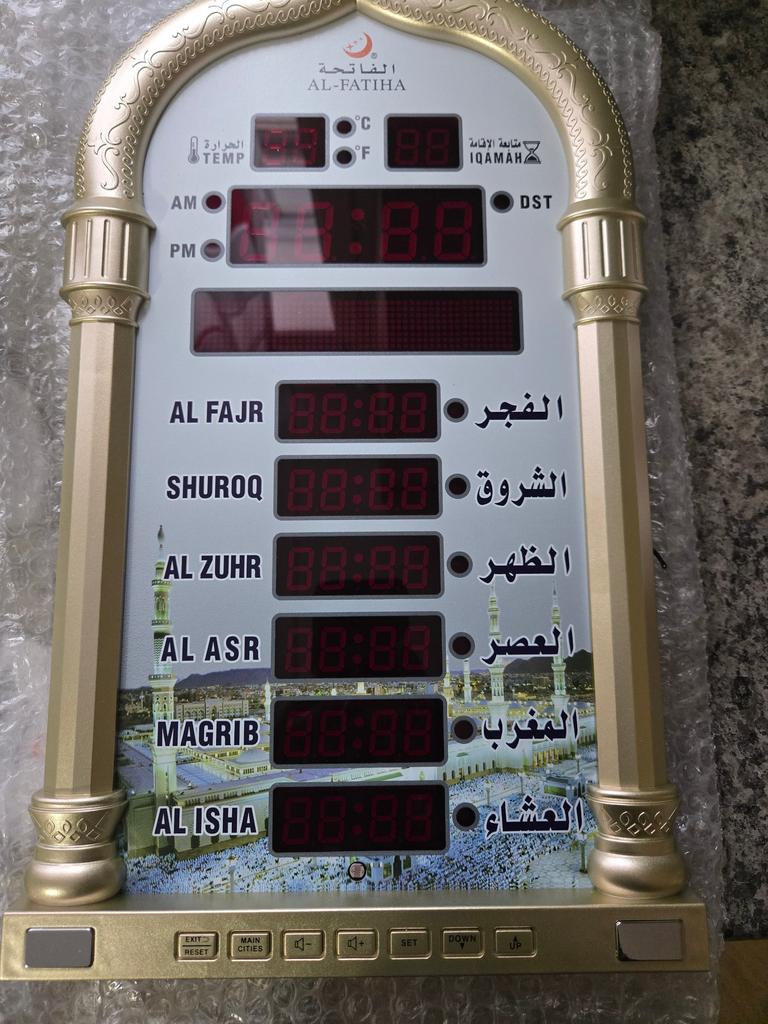 ®
الفاتحة
AL-FATIHA
الحرارة
TEMP
°C
°F
متابعة الإقامة
IQAMAH
AM
DST
PM
AL FAJR الفجر
SHUROQ الشروق
AL ZUHR الظهر
AL ASR العصر
MAGRIB المغرب
AL ISHA العشاء
EXIT
RESET
MAIN
CITIES
-
+
SET
DOWN
UP